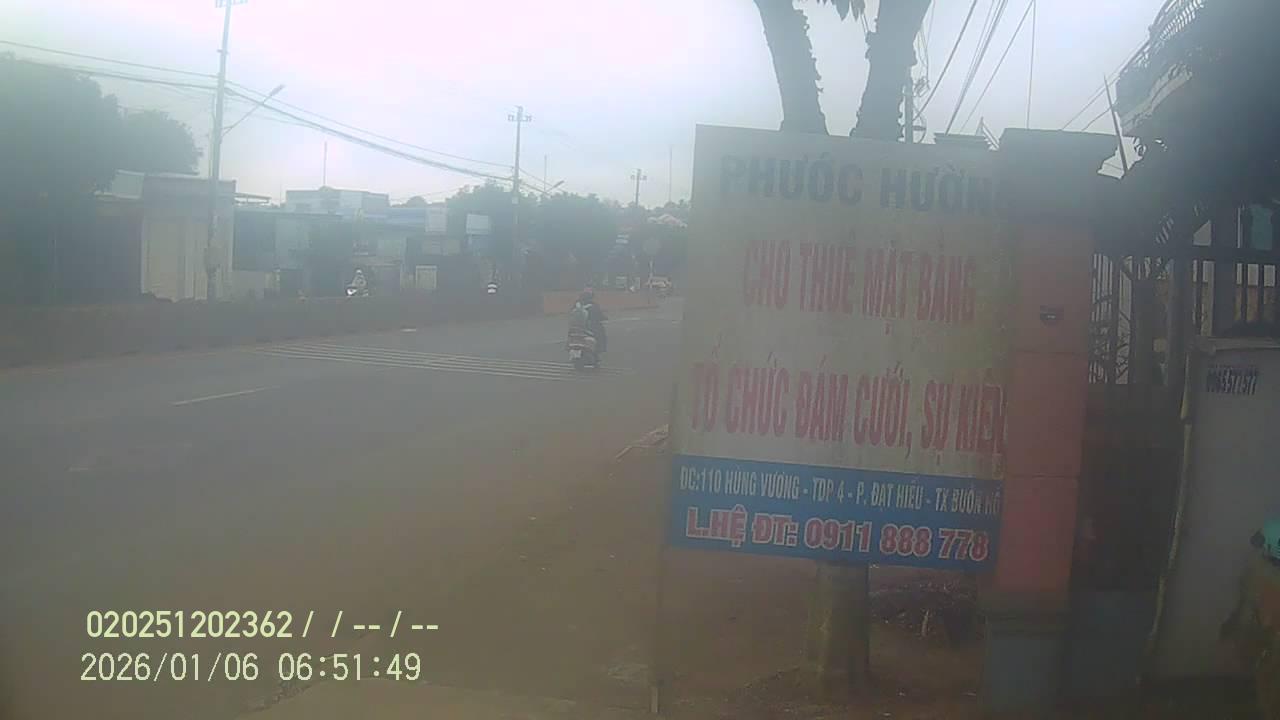 PHƯỚC HƯỜNG
CHO THUÊ MẶT BẰNG
TỔ CHỨC ĐÁM CƯỚI, SỰ KIỆN
ĐC:110 HÙNG VƯƠNG - TDP 4 - P. ĐẠT HIẾU - TX BUÔN HỒ
L.HỆ ĐT: 0911 888 778
020251202362 / / -- / --
2026/01/06 06:51:49